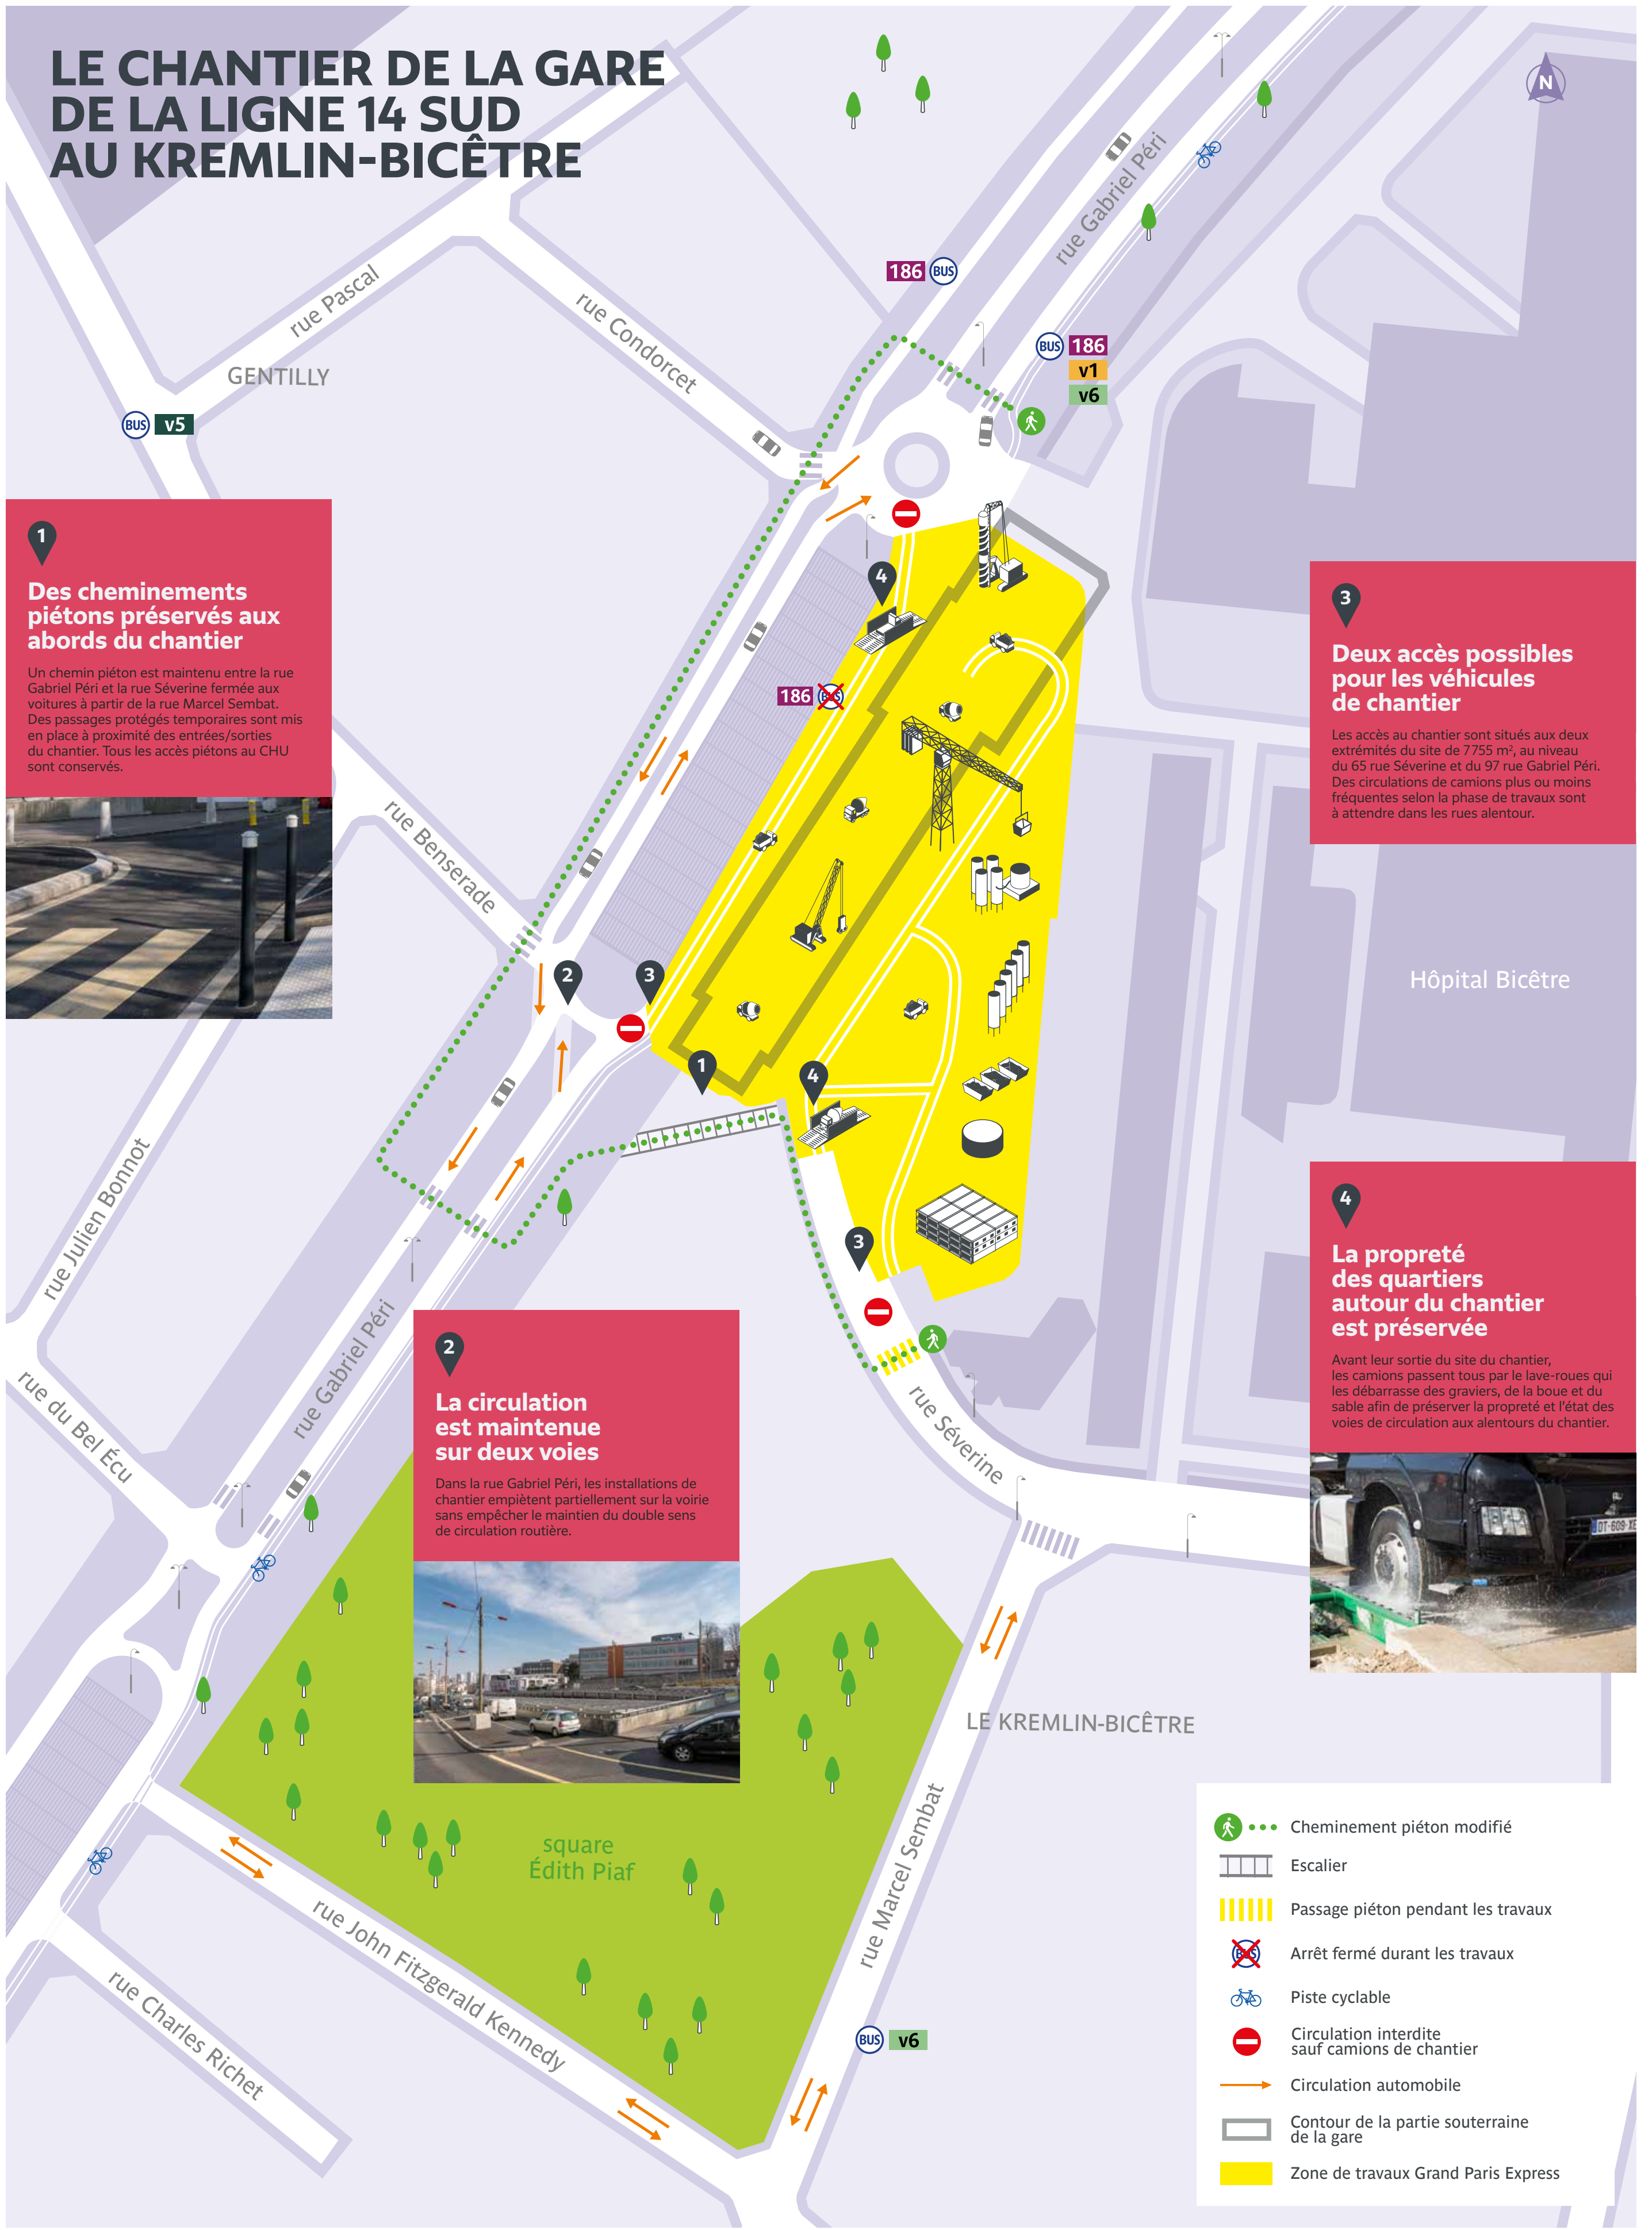 LE CHANTIER DE LA GARE
DE LA LIGNE 14 SUD
AU KREMLIN-BICÊTRE
N
rue Gabriel Péri
186 BUS
rue Pascal
rue Condorcet
BUS 186
v1
v6
GENTILLY
BUS v5
1
Des cheminements
piétons préservés aux
abords du chantier
Un chemin piéton est maintenu entre la rue
Gabriel Péri et la rue Séverine fermée aux
voitures à partir de la rue Marcel Sembat.
Des passages protégés temporaires sont mis
en place à proximité des entrées/sorties
du chantier. Tous les accès piétons au CHU
sont conservés.
4
186 BUS
3
Deux accès possibles
pour les véhicules
de chantier
Les accès au chantier sont situés aux deux
extrémités du site de 7 755 m², au niveau
du 65 rue Séverine et du 97 rue Gabriel Péri.
Des circulations de camions plus ou moins
fréquentes selon la phase de travaux sont
à attendre dans les rues alentour.
rue Benserade
2
3
Hôpital Bicêtre
1
4
rue Julien Bonnot
3
4
La propreté
des quartiers
autour du chantier
est préservée
Avant leur sortie du site du chantier,
les camions passent tous par le lave-roues qui
les débarrasse des graviers, de la boue et du
sable afin de préserver la propreté et l'état des
voies de circulation aux alentours du chantier.
DT-609-XE
rue Gabriel Péri
rue du Bel Écu
2
La circulation
est maintenue
sur deux voies
Dans la rue Gabriel Péri, les installations de
chantier empiètent partiellement sur la voirie
sans empêcher le maintien du double sens
de circulation routière.
rue Séverine
LE KREMLIN-BICÊTRE
square
Édith Piaf
rue Marcel Sembat
rue John Fitzgerald Kennedy
rue Charles Richet
BUS v6
Cheminement piéton modifié
Escalier
Passage piéton pendant les travaux
BUS
Arrêt fermé durant les travaux
Piste cyclable
Circulation interdite
sauf camions de chantier
Circulation automobile
Contour de la partie souterraine
de la gare
Zone de travaux Grand Paris Express